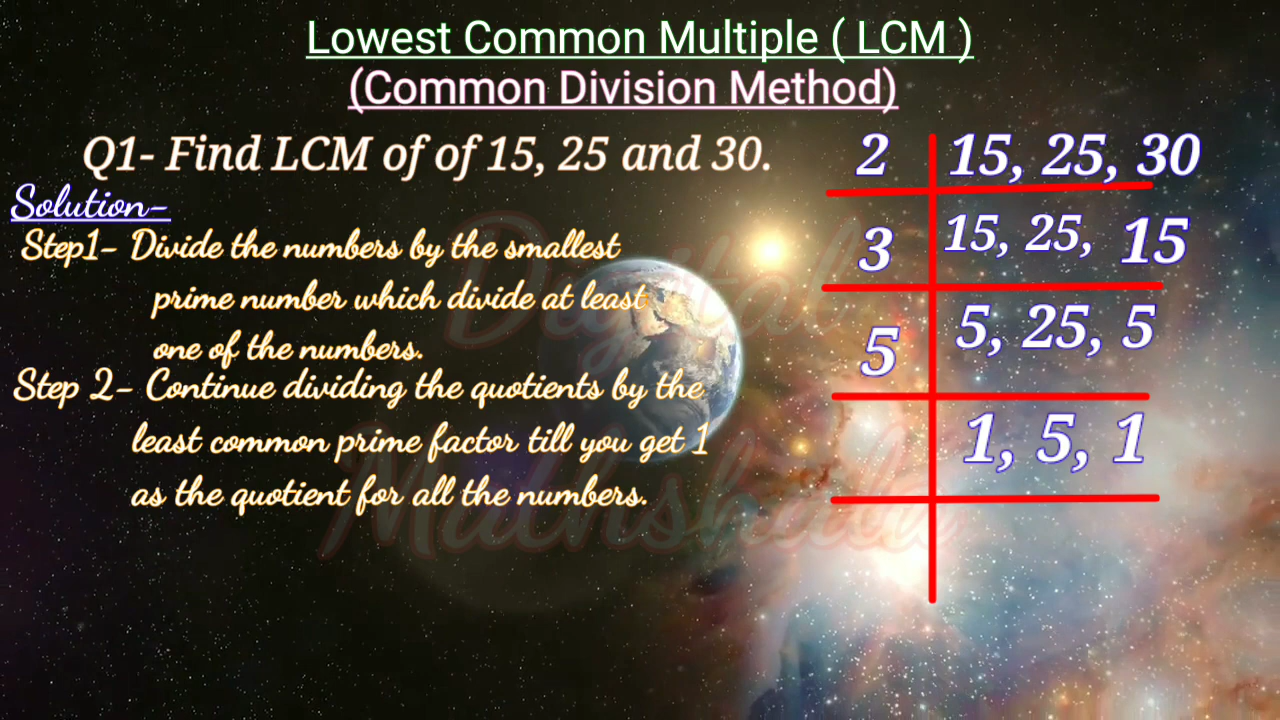 Lowest Common Multiple ( LCM )
(Common Division Method)
Q1- Find LCM of of 15, 25 and 30.
Solution-
Step1- Divide the numbers by the smallest
prime number which divide at least
one of the numbers.
Step 2- Continue dividing the quotients by the
least common prime factor till you get 1
as the quotient for all the numbers.
2 15, 25, 30
3 15, 25, 15
5 5, 25, 5
1, 5, 1
Digital
Mathshala